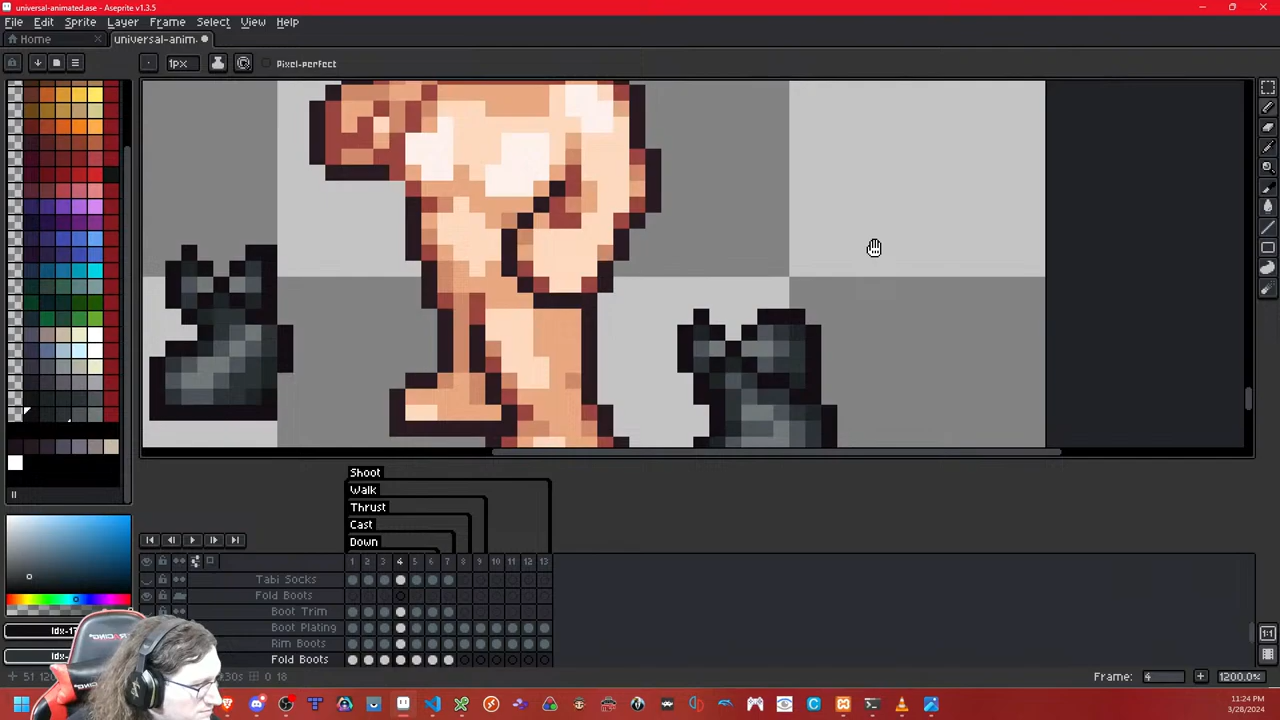 universal-animated.ase - Aseprite v1.3.5
File Edit Sprite Layer Frame Select View Help
Home universal-anim.
1px Pixel-perfect
Shoot
Walk
Thrust
Cast
Down
1 2 3 4 5 6 7 8 9 10 11 12 13
Tabi Socks
Fold Boots
Boot Trim
Boot Plating
Rim Boots
Fold Boots
1:1
Frame: 4 1200.0%
11:24 PM
3/28/2024